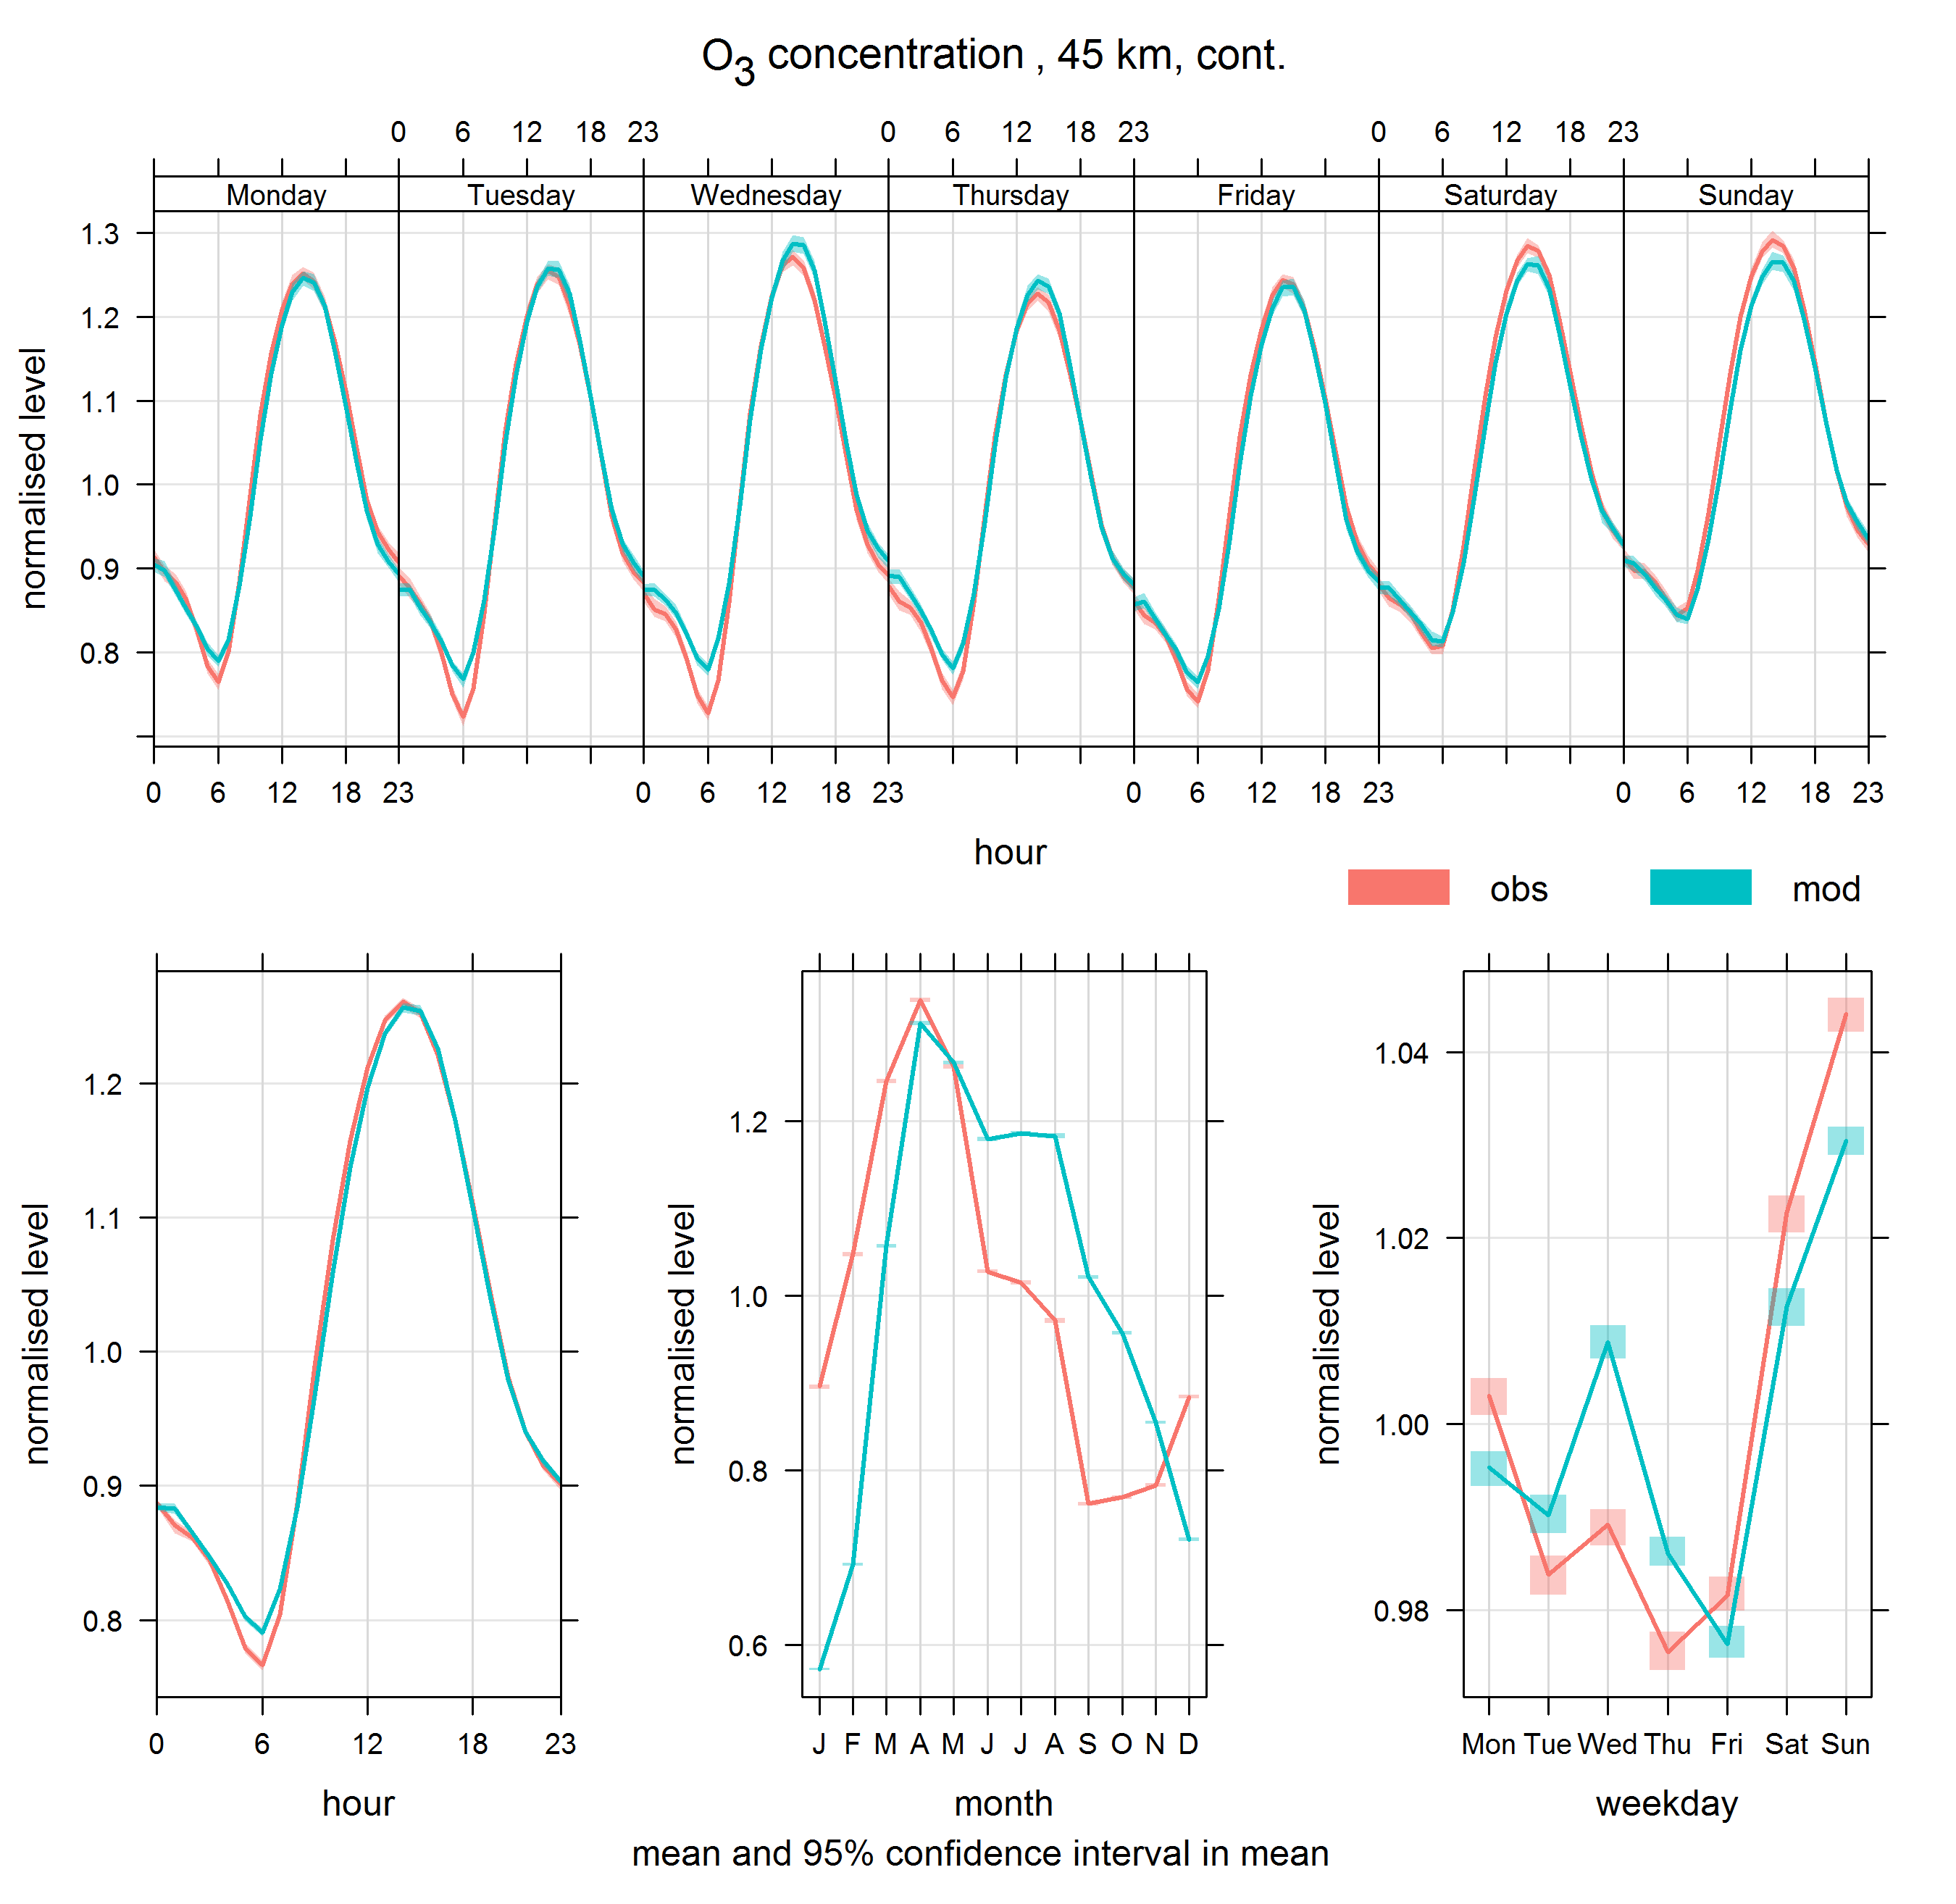 O3 concentration , 45 km, cont.
0 6 12 18 23 0 6 12 18 23 0 6 12 18 23
Monday Tuesday Wednesday Thursday Friday Saturday Sunday
1.3
1.2
1.1
1.0
0.9
0.8
normalised level
0 6 12 18 23 0 6 12 18 23 0 6 12 18 23 0 6 12 18 23
hour
obs mod
1.2
1.1
1.0
0.9
0.8
normalised level
0 6 12 18 23
hour
1.2
1.0
0.8
0.6
normalised level
J F M A M J J A S O N D
month
1.04
1.02
1.00
0.98
normalised level
Mon Tue Wed Thu Fri Sat Sun
weekday
mean and 95% confidence interval in mean